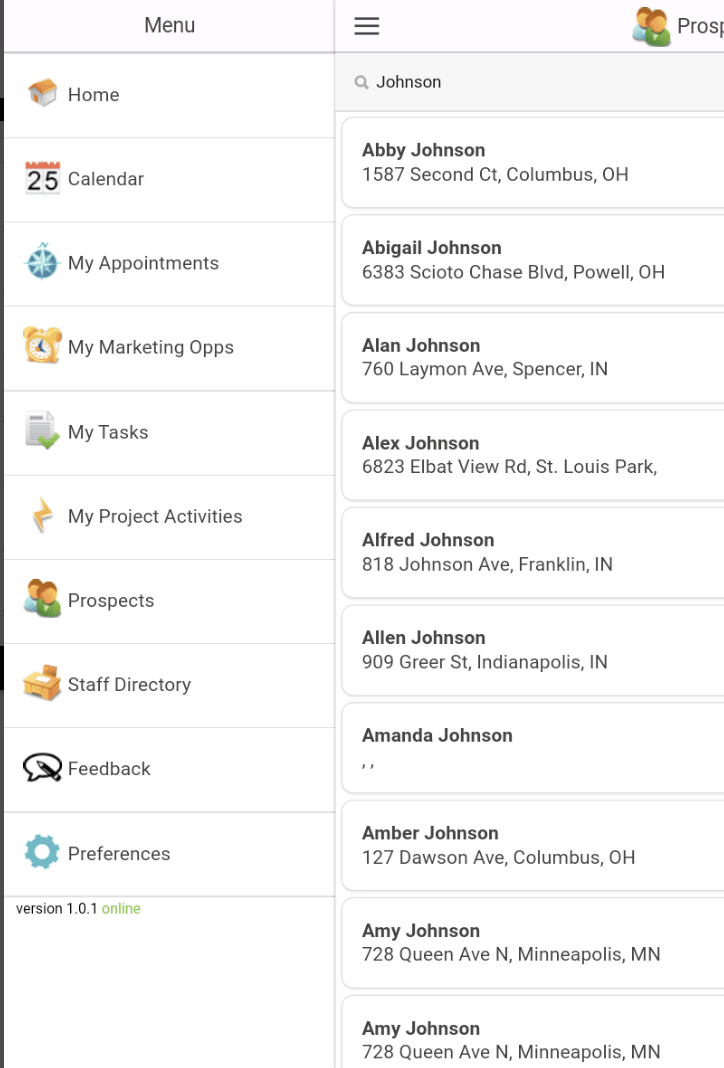 Menu
Home
25
Calendar
My Appointments
My Marketing Opps
My Tasks
My Project Activities
Prospects
Staff Directory
Feedback
Preferences
version 1.0.1 online
Prosp
Johnson
Abby Johnson
1587 Second Ct, Columbus, OH
Abigail Johnson
6383 Scioto Chase Blvd, Powell, OH
Alan Johnson
760 Laymon Ave, Spencer, IN
Alex Johnson
6823 Elbat View Rd, St. Louis Park,
Alfred Johnson
818 Johnson Ave, Franklin, IN
Allen Johnson
909 Greer St, Indianapolis, IN
Amanda Johnson
, ,
Amber Johnson
127 Dawson Ave, Columbus, OH
Amy Johnson
728 Queen Ave N, Minneapolis, MN
Amy Johnson
728 Queen Ave N, Minneapolis, MN